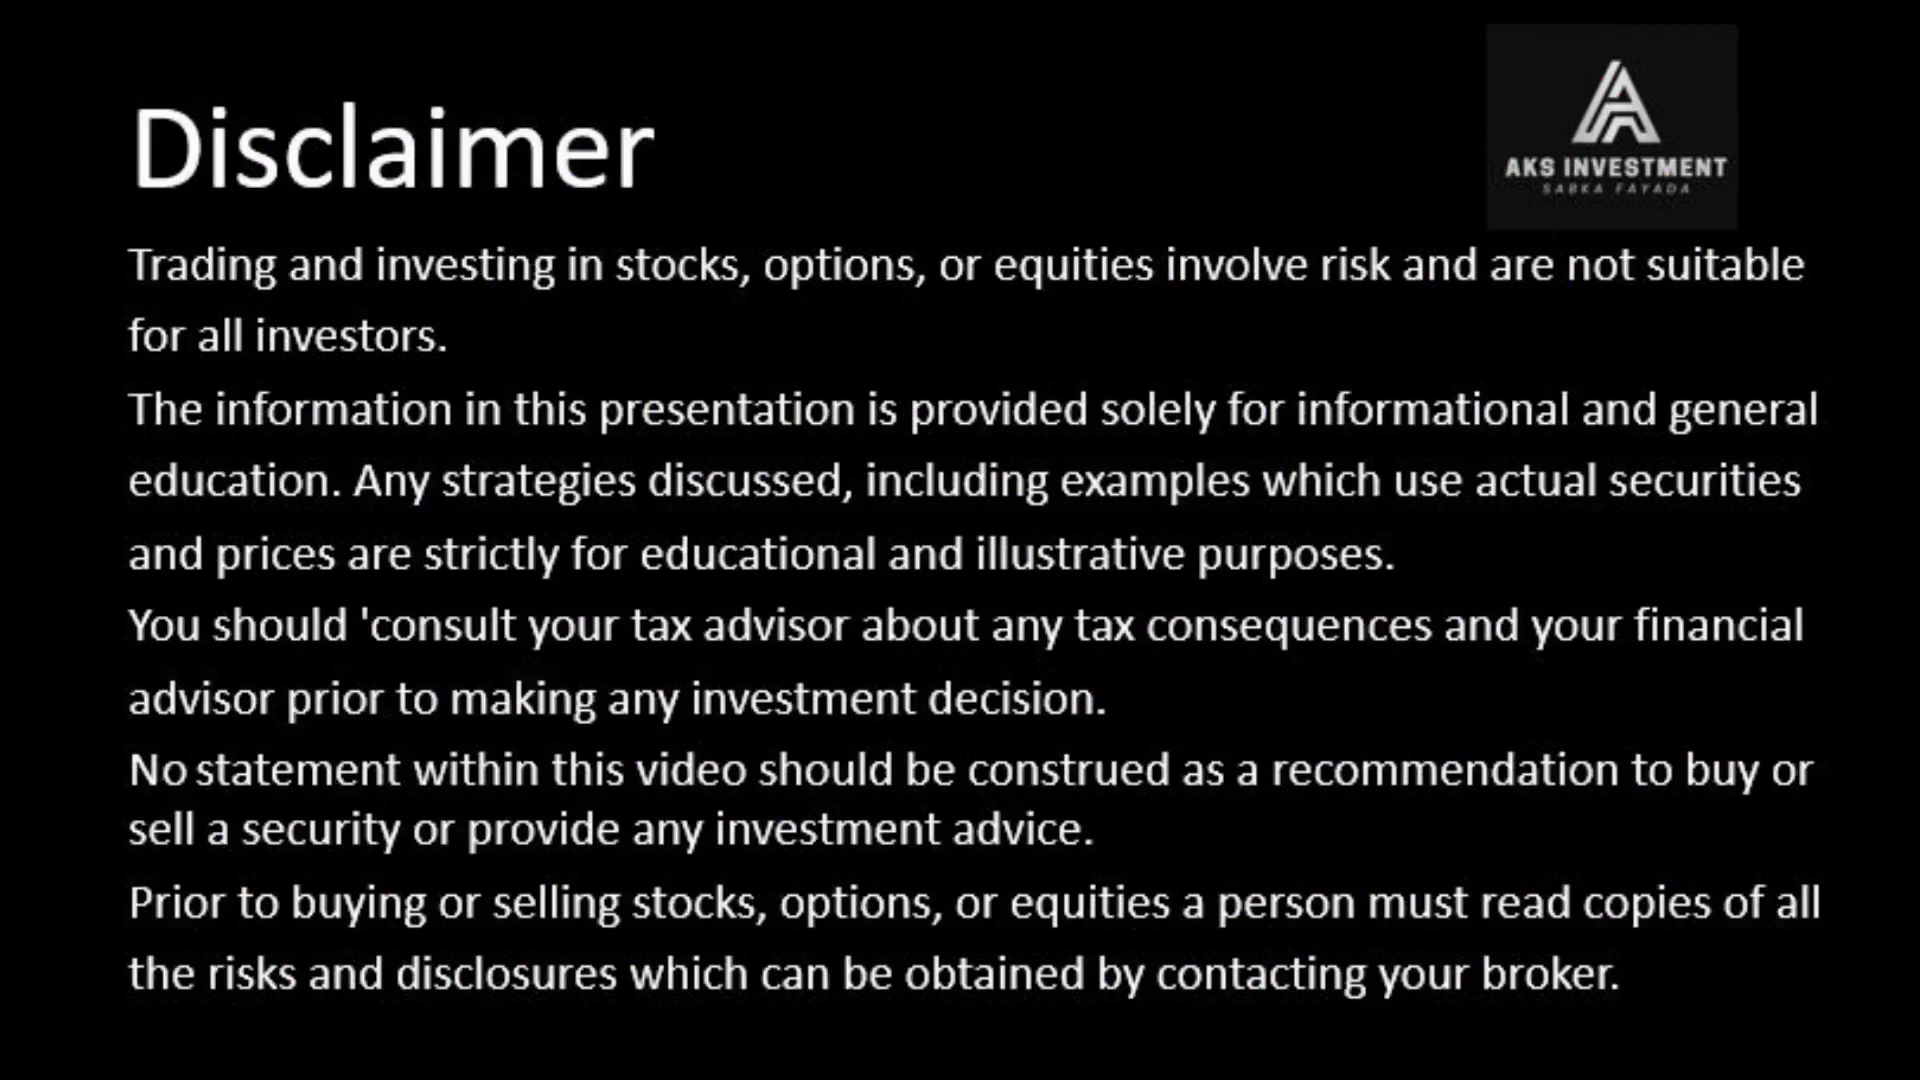 AKS INVESTMENT
SABKA FAYADA
Disclaimer
Trading and investing in stocks, options, or equities involve risk and are not suitable
for all investors.
The information in this presentation is provided solely for informational and general
education. Any strategies discussed, including examples which use actual securities
and prices are strictly for educational and illustrative purposes.
You should 'consult your tax advisor about any tax consequences and your financial
advisor prior to making any investment decision.
No statement within this video should be construed as a recommendation to buy or
sell a security or provide any investment advice.
Prior to buying or selling stocks, options, or equities a person must read copies of all
the risks and disclosures which can be obtained by contacting your broker.